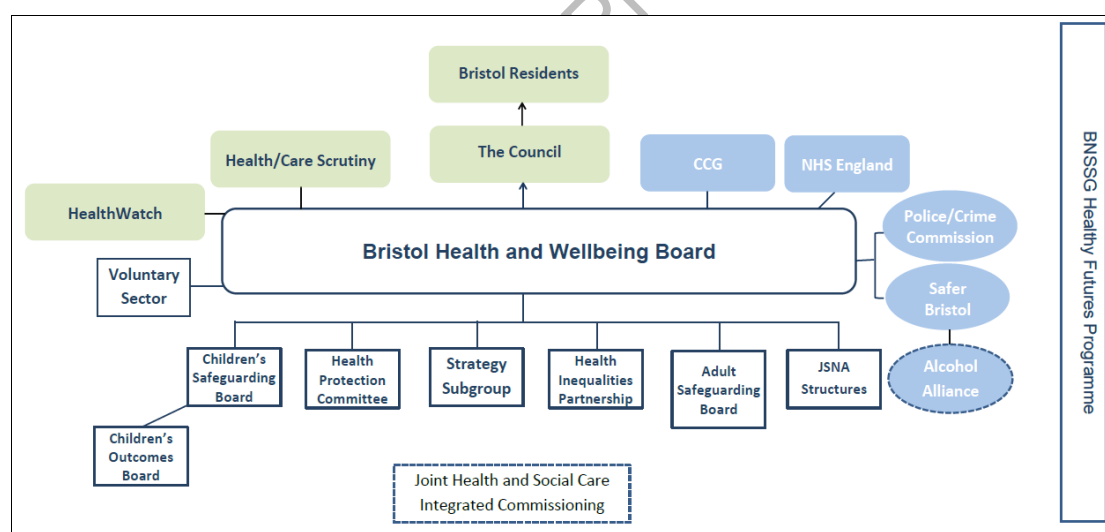 Bristol Residents
The Council
Health/Care Scrutiny
HealthWatch
CCG
NHS England
Police/Crime
Commission
Safer
Bristol
Alcohol
Alliance
Bristol Health and Wellbeing Board
Voluntary
Sector
Children's
Safeguarding
Board
Health
Protection
Committee
Strategy
Subgroup
Health
Inequalities
Partnership
Adult
Safeguarding
Board
JSNA
Structures
Children's
Outcomes
Board
Joint Health and Social Care
Integrated Commissioning
BNSSG Healthy Futures Programme